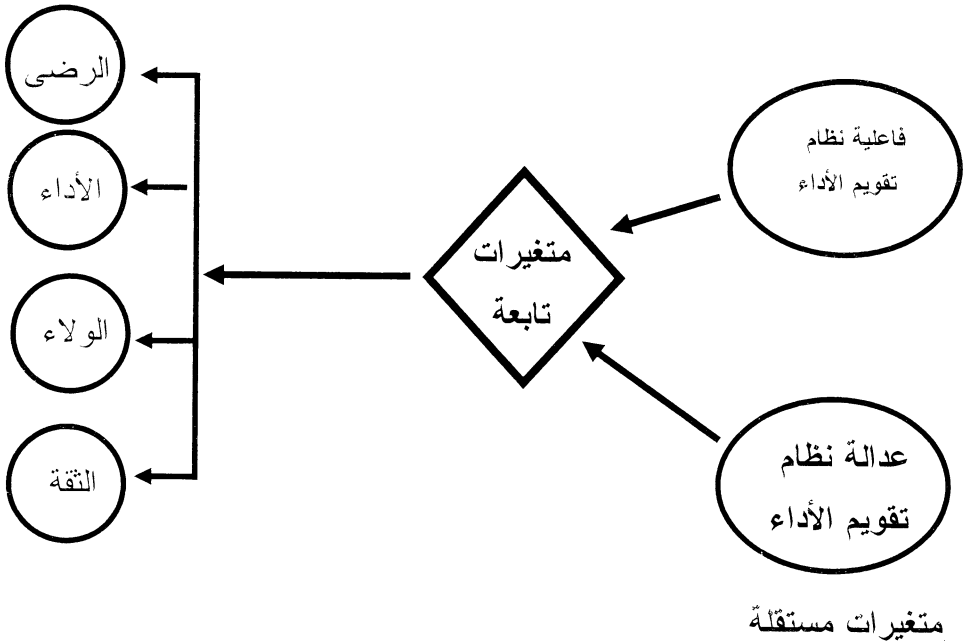 فاعلية نظام
تقويم الأداء
عدالة نظام
تقويم الأداء
متغيرات مستقلة
متغيرات
تابعة
الرضى
الأداء
الولاء
الثقة